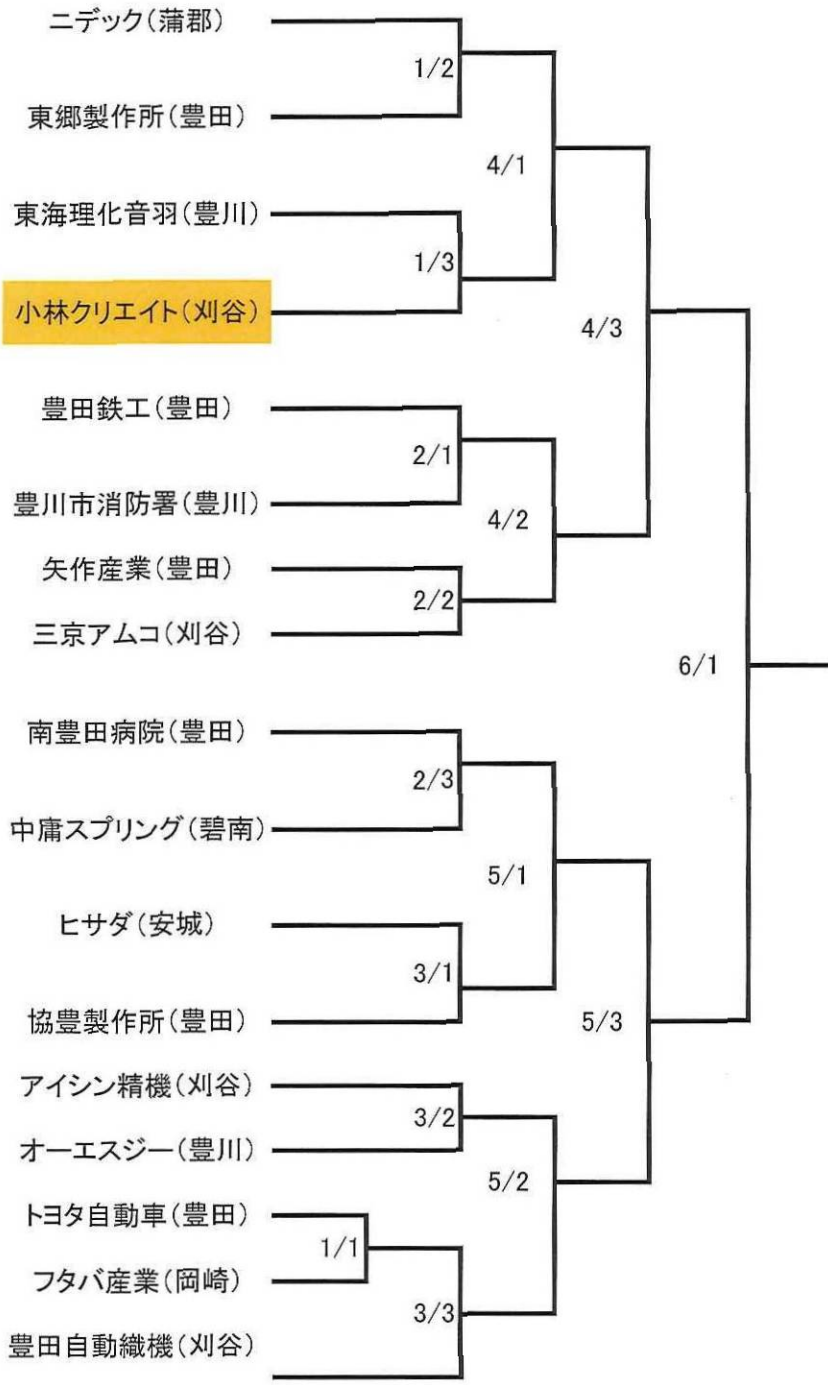 ニデック(蒲郡)
1/2
東郷製作所(豊田)
4/1
東海理化音羽(豊川)
1/3
小林クリエイト(刈谷)
4/3
豊田鉄工(豊田)
2/1
豊川市消防署(豊川)
4/2
矢作産業(豊田)
2/2
三京アムコ(刈谷)
6/1
南豊田病院(豊田)
2/3
中庸スプリング(碧南)
5/1
ヒサダ(安城)
3/1
協豊製作所(豊田)
5/3
アイシン精機(刈谷)
3/2
オーエスジー(豊川)
5/2
トヨタ自動車(豊田)
1/1
フタバ産業(岡崎)
3/3
豊田自動織機(刈谷)